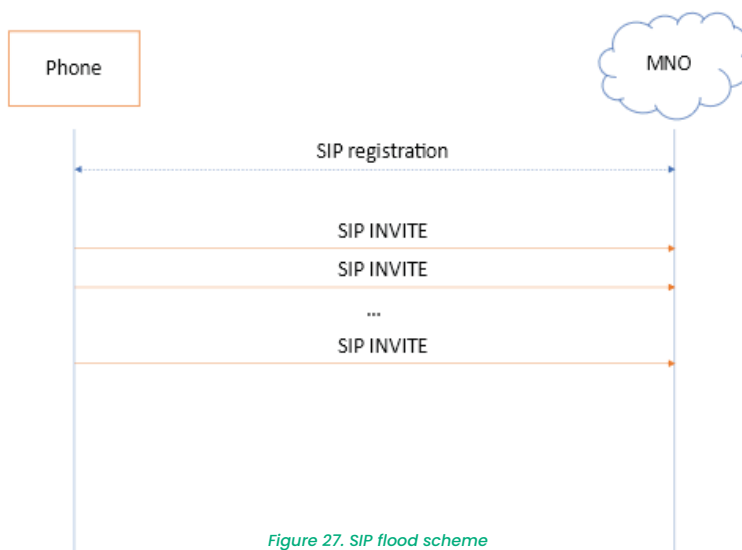 Phone
MNO
SIP registration
SIP INVITE
SIP INVITE
...
SIP INVITE
Figure 27. SIP flood scheme